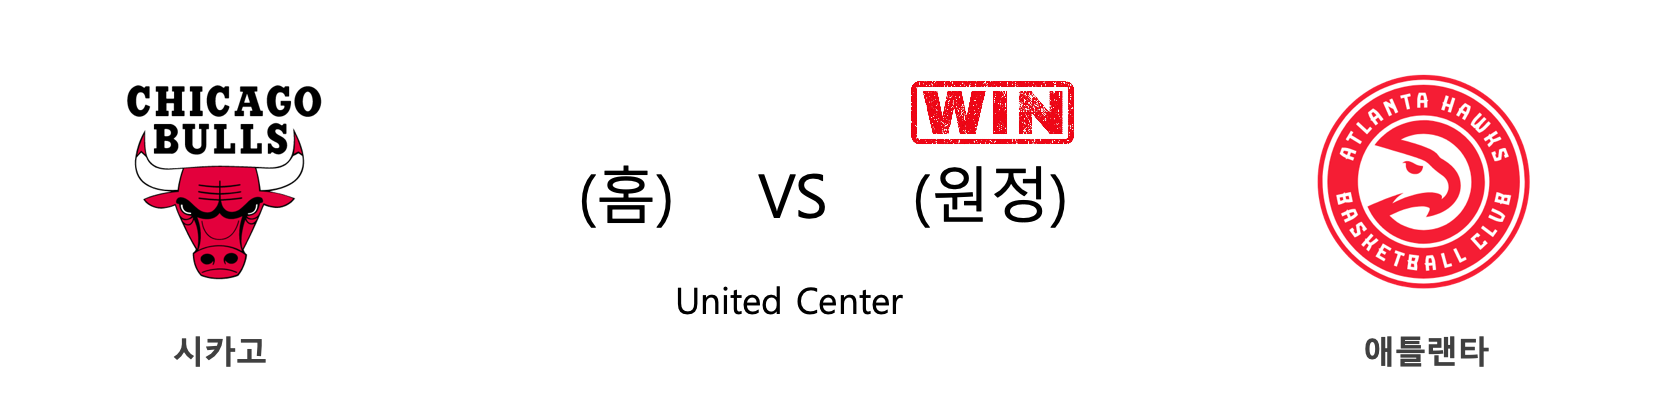 CHICAGO
BULLS
시카고
WIN
(홈) VS (원정)
United Center
ATLANTA HAWKS
BASKETBALL CLUB
애틀랜타